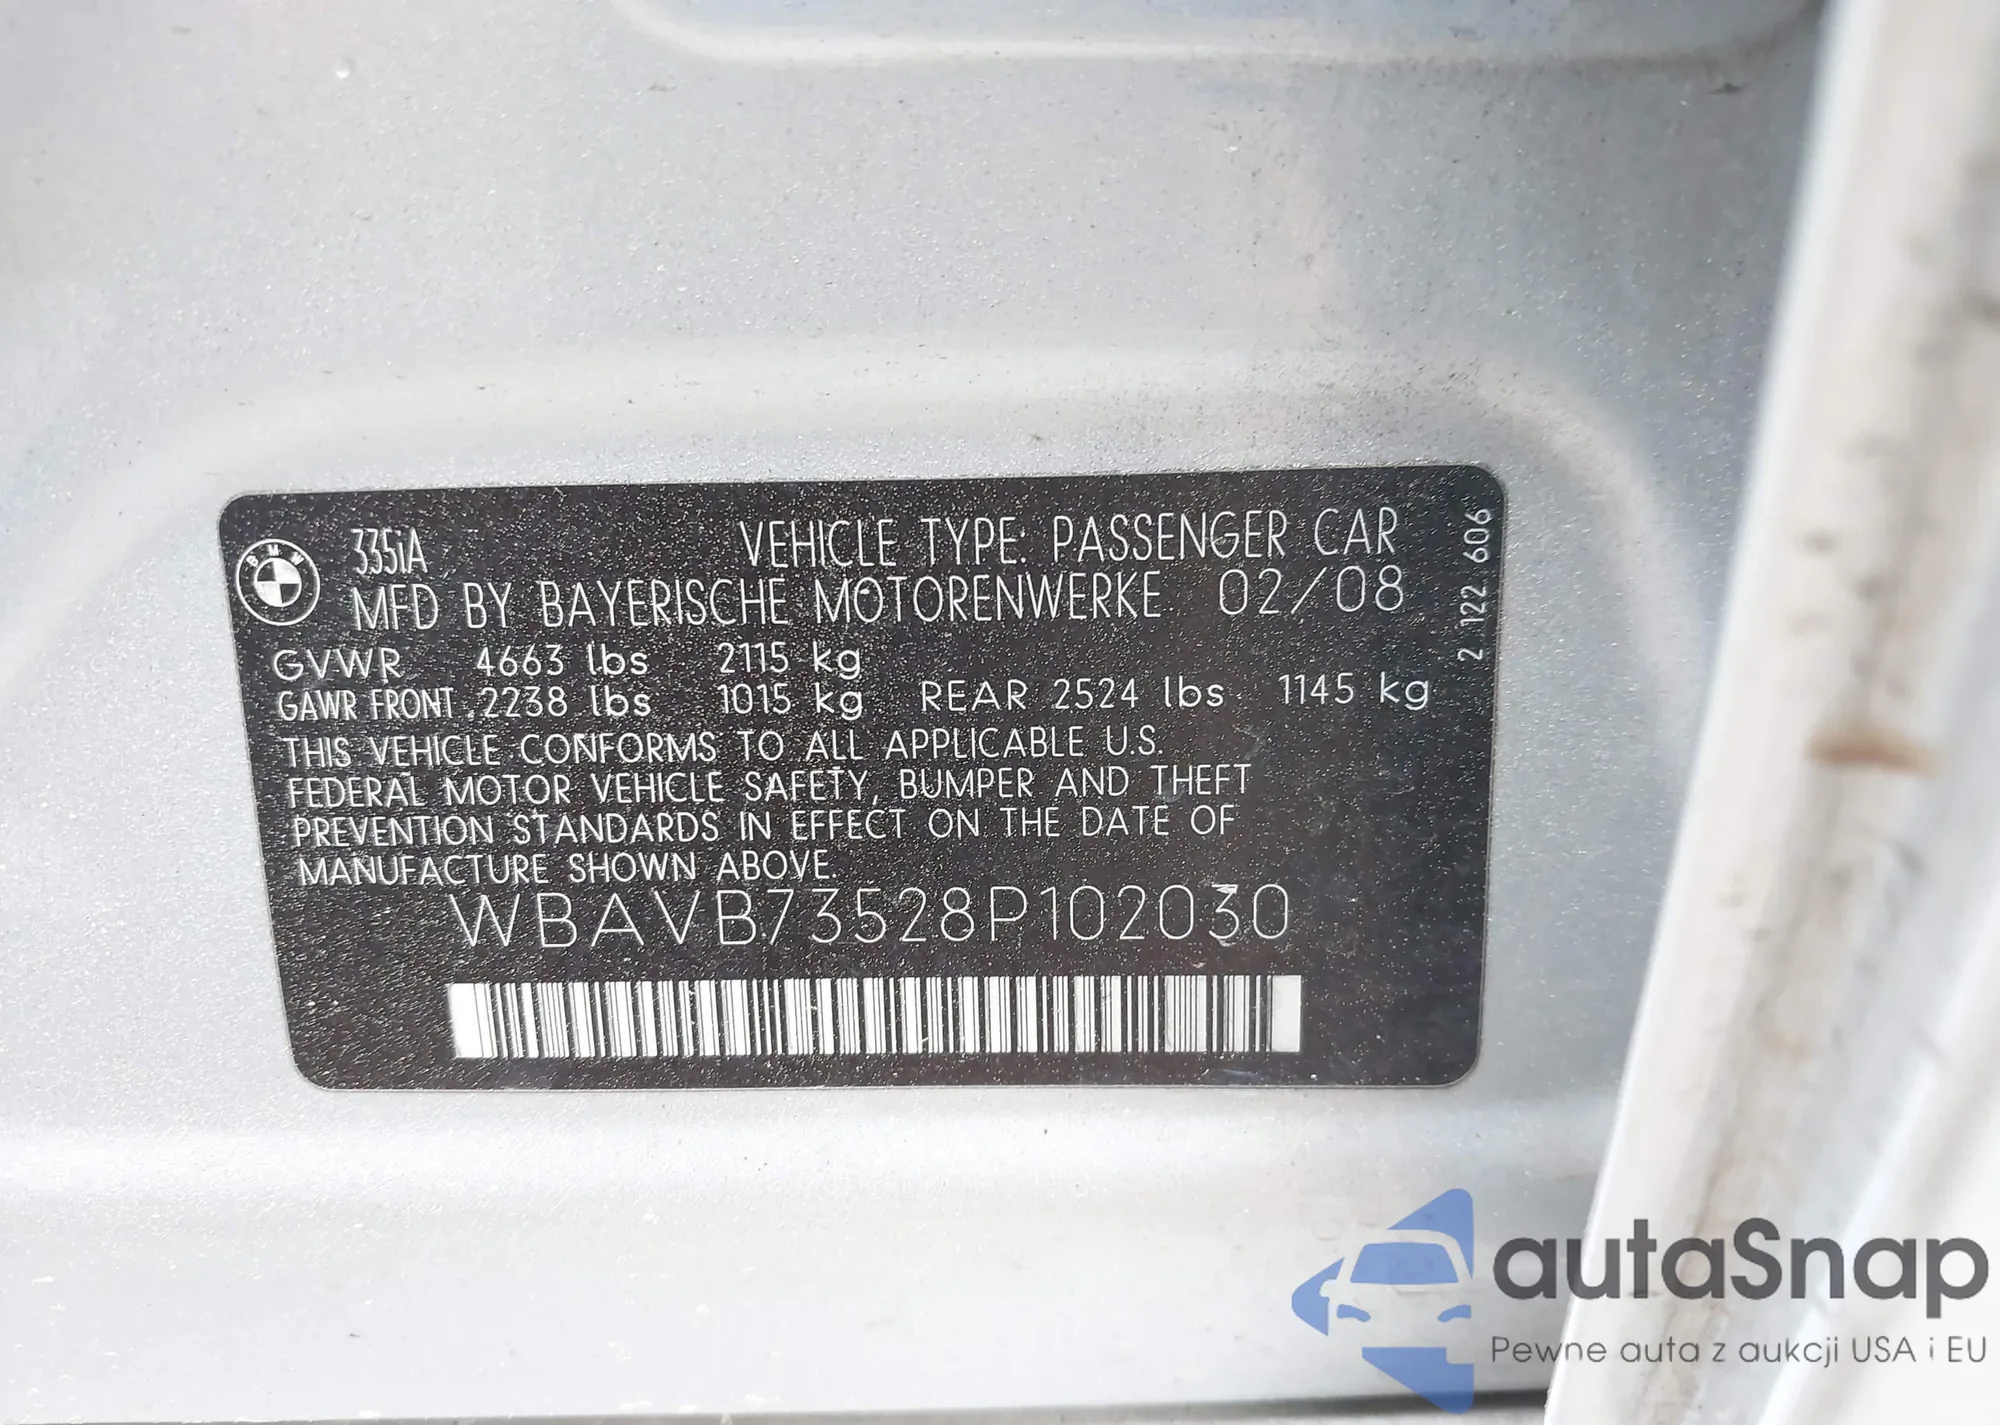 BMW
335iA VEHICLE TYPE: PASSENGER CAR
MFD BY BAYERISCHE MOTORENWERKE 02/08
GVWR 4663 lbs 2115 kg
GAWR FRONT 2238 lbs 1015 kg REAR 2524 lbs 1145 kg
THIS VEHICLE CONFORMS TO ALL APPLICABLE U.S.
FEDERAL MOTOR VEHICLE SAFETY, BUMPER AND THEFT
PREVENTION STANDARDS IN EFFECT ON THE DATE OF
MANUFACTURE SHOWN ABOVE.
WBAVB73528P102030
2 122 606
autaSnap
Pewne auta z aukcji USA i EU